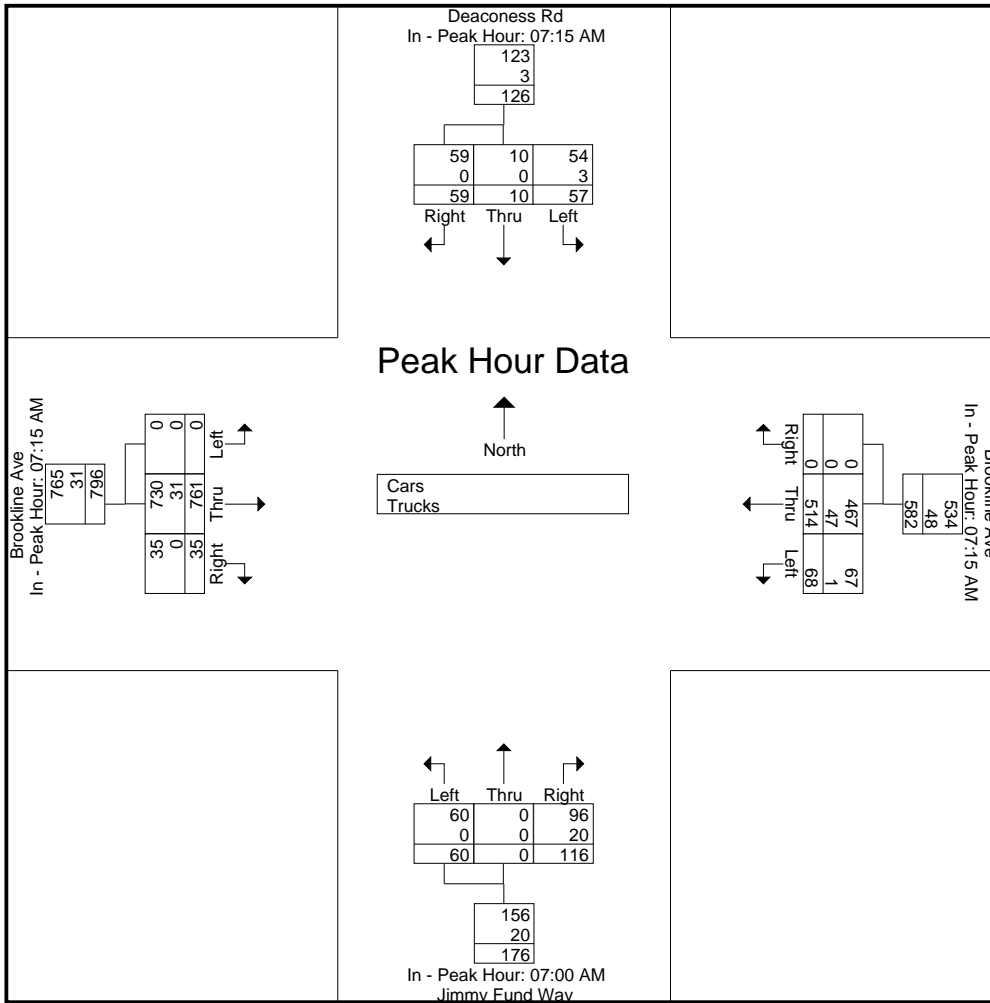 Deaconess Rd
In - Peak Hour: 07:15 AM
123
3
126
59 10 54
0 0 3
59 10 57
Right Thru Left
Peak Hour Data
North
Cars
Trucks
Brookline Ave
In - Peak Hour: 07:15 AM
765
31
796
0 730 35
0 31 0
0 761 35
Left Thru Right
Brookline Ave
In - Peak Hour: 07:15 AM
534
48
582
0 467 67
0 47 1
0 514 68
Right Thru Left
Left Thru Right
60 0 96
0 0 20
60 0 116
156
20
176
In - Peak Hour: 07:00 AM
Jimmy Fund Way